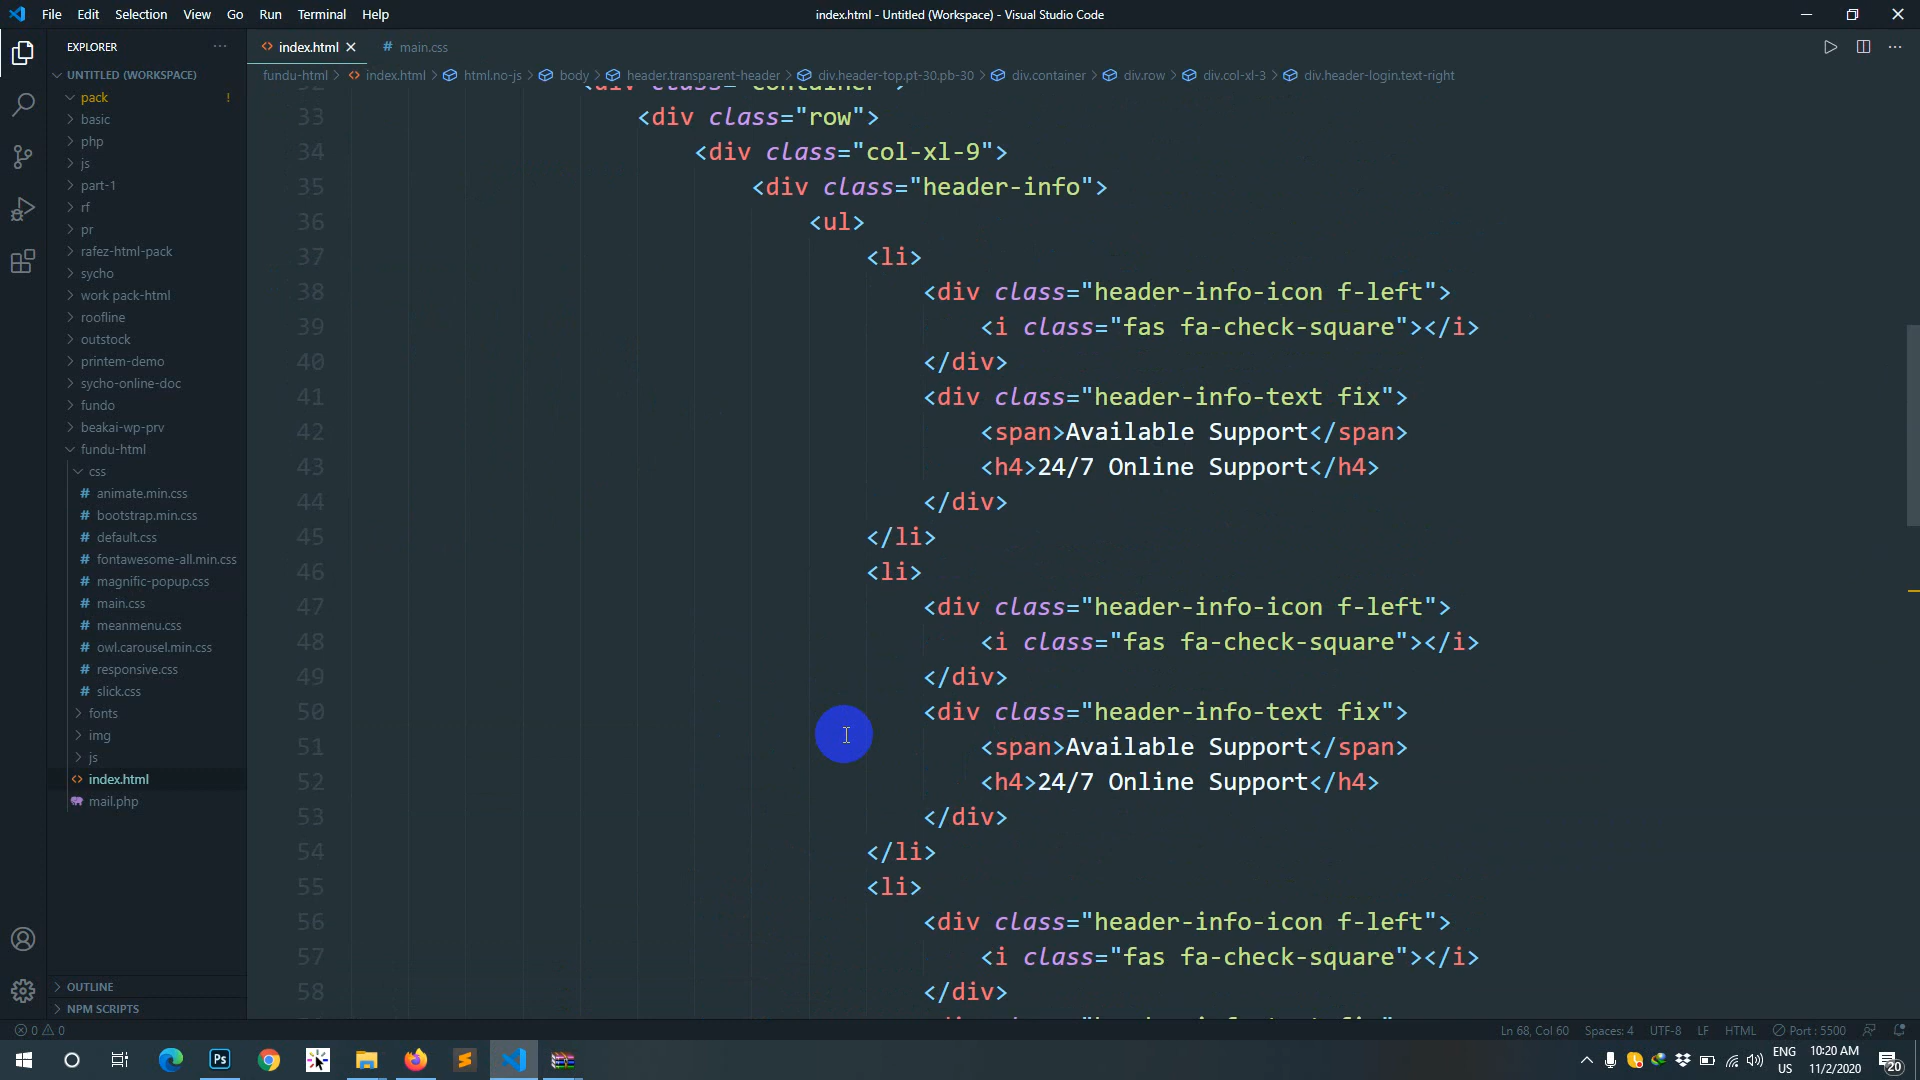 File Edit Selection View Go Run Terminal Help
index.html - Untitled (Workspace) - Visual Studio Code
EXPLORER ···
index.html
# main.css
UNTITLED (WORKSPACE)
fundu-html > index.html > html.no-js > body > header.transparent-header > div.header-top.pt-30.pb-30 > div.container > div.row > div.col-xl-3 > div.header-login.text-right
pack !
basic
php
js
part-1
rf
pr
rafez-html-pack
sycho
work pack-html
roofline
outstock
printem-demo
sycho-online-doc
fundo
beakai-wp-prv
fundu-html
css
# animate.min.css
# bootstrap.min.css
# default.css
# fontawesome-all.min.css
# magnific-popup.css
# main.css
# meanmenu.css
# owl.carousel.min.css
# responsive.css
# slick.css
fonts
img
js
<> index.html
mail.php
OUTLINE
NPM SCRIPTS
32 <div class="container">
33 <div class="row">
34 <div class="col-xl-9">
35 <div class="header-info">
36 <ul>
37 <li>
38 <div class="header-info-icon f-left">
39 <i class="fas fa-check-square"></i>
40 </div>
41 <div class="header-info-text fix">
42 <span>Available Support</span>
43 <h4>24/7 Online Support</h4>
44 </div>
45 </li>
46 <li>
47 <div class="header-info-icon f-left">
48 <i class="fas fa-check-square"></i>
49 </div>
50 <div class="header-info-text fix">
51 <span>Available Support</span>
52 <h4>24/7 Online Support</h4>
53 </div>
54 </li>
55 <li>
56 <div class="header-info-icon f-left">
57 <i class="fas fa-check-square"></i>
58 </div>
0 0
Ln 68, Col 60 Spaces: 4 UTF-8 LF HTML Port : 5500
Ps
ENG
US
10:20 AM
11/2/2020
20